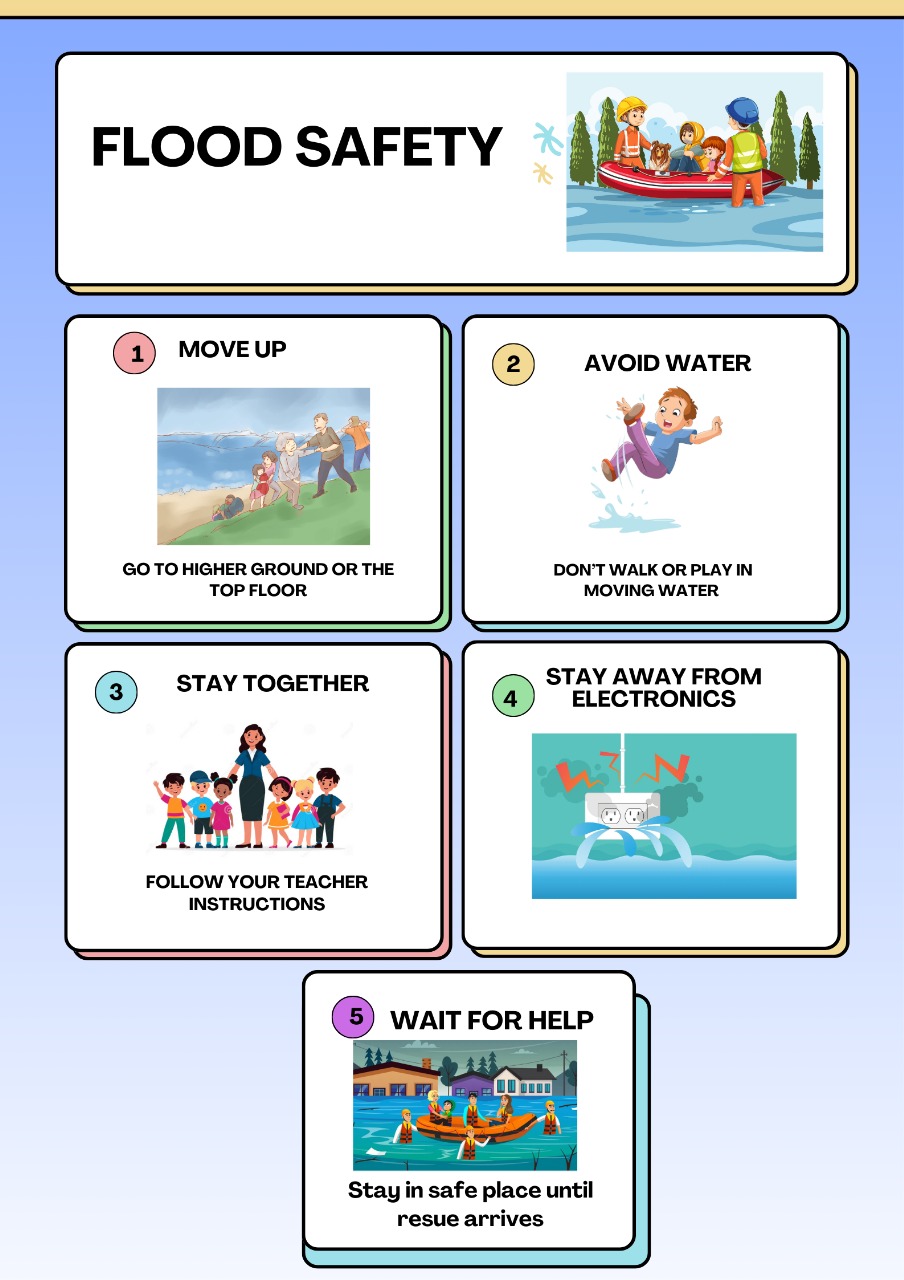 FLOOD SAFETY
1
MOVE UP
GO TO HIGHER GROUND OR THE
TOP FLOOR
2
AVOID WATER
DON'T WALK OR PLAY IN
MOVING WATER
3
STAY TOGETHER
FOLLOW YOUR TEACHER
INSTRUCTIONS
4
STAY AWAY FROM
ELECTRONICS
5
WAIT FOR HELP
Stay in safe place until
resue arrives